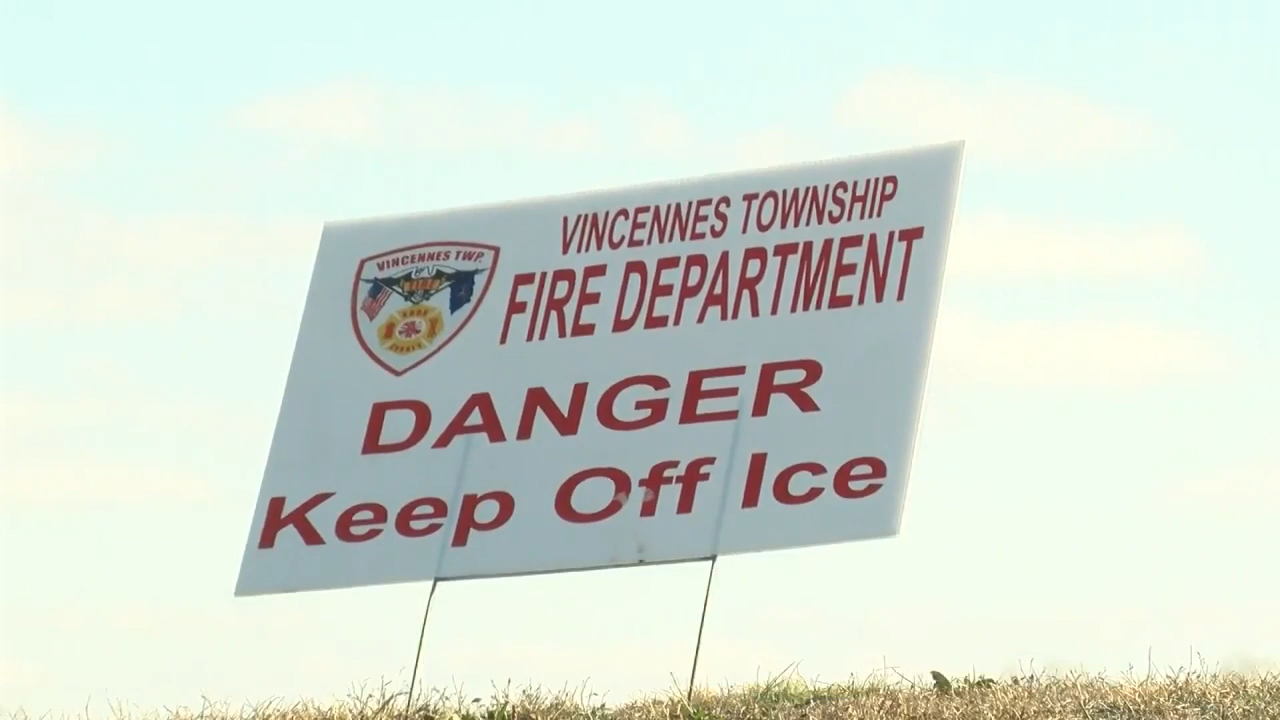 VINCENNES TOWNSHIP
VINCENNES TWP.
FIRE DEPARTMENT
DANGER
Keep Off Ice